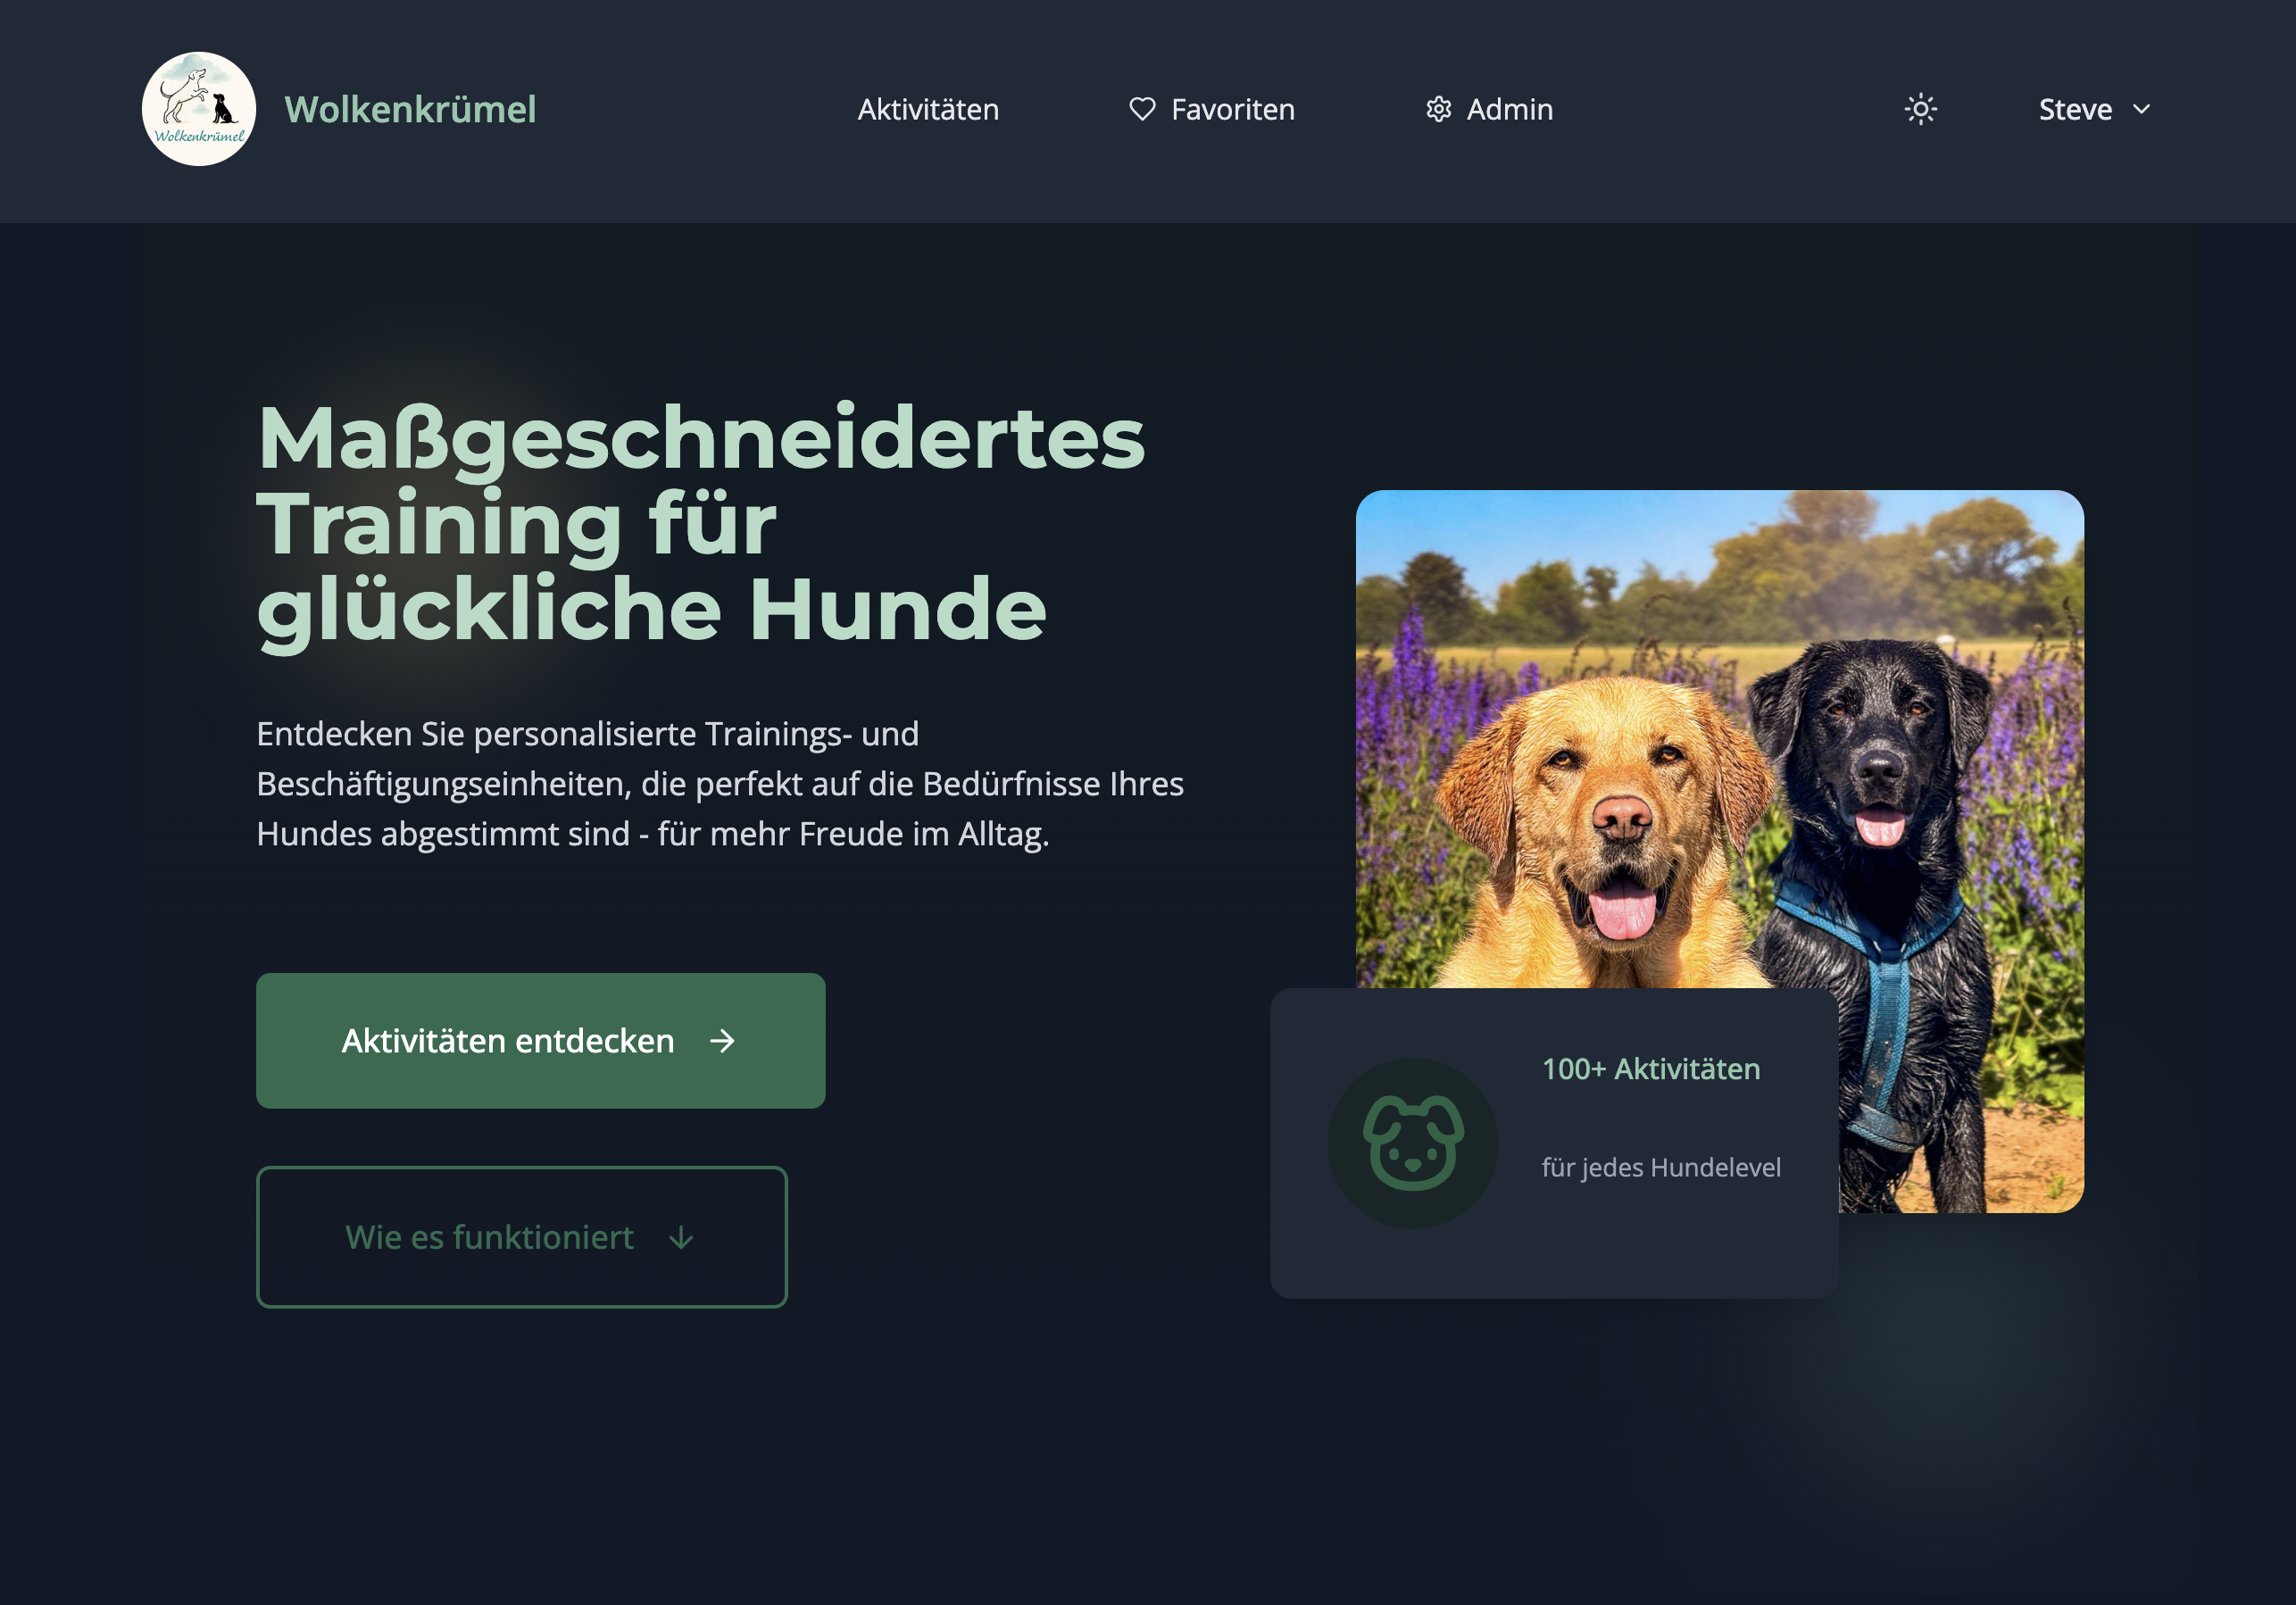 Wolkenkrümel
Wolkenkrümel
Aktivitäten
Favoriten
Admin
Steve
Maßgeschneidertes
Training für
glückliche Hunde
Entdecken Sie personalisierte Trainings- und
Beschäftigungseinheiten, die perfekt auf die Bedürfnisse Ihres
Hundes abgestimmt sind - für mehr Freude im Alltag.
Aktivitäten entdecken
Wie es funktioniert
100+ Aktivitäten
für jedes Hundelevel